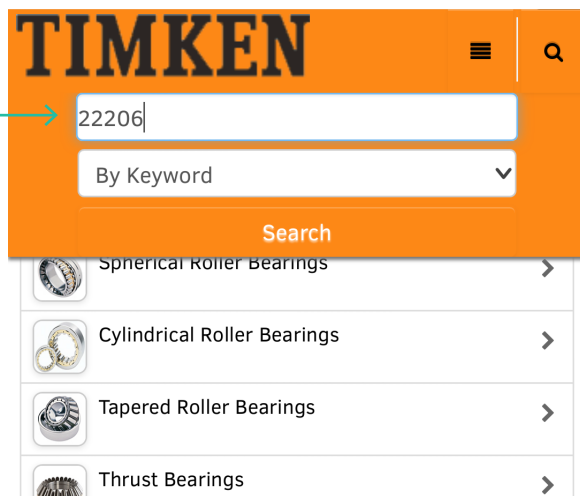 TIMKEN
22206
By Keyword
Search
Spherical Roller Bearings
Cylindrical Roller Bearings
Tapered Roller Bearings
Thrust Bearings